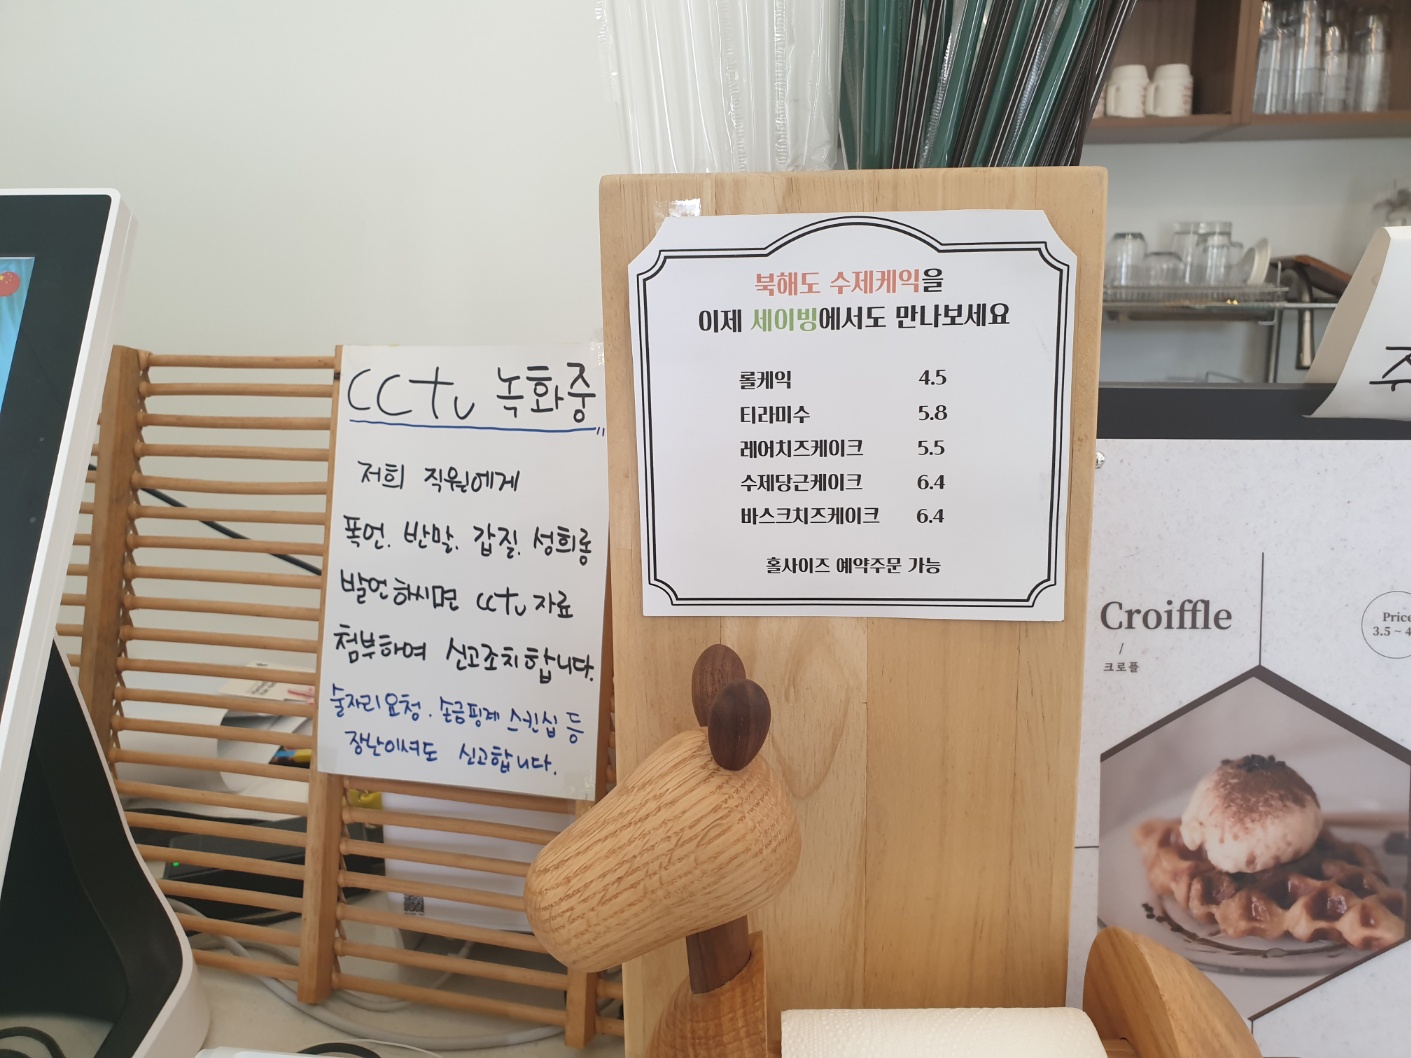 cctv 녹화중
저희 직원에게
폭언. 반말. 갑질. 성희롱
발언하시면 cctv 자료
첨부하여 신고조치합니다.
술자리 요청. 손금핑계 스킨십 등
장난이셔도 신고합니다.
북해도 수제케익을
이제 세이빙에서도 만나보세요
롤케익 4.5
티라미수 5.8
레어치즈케이크 5.5
수제당근케이크 6.4
바스크치즈케이크 6.4
홀사이즈 예약주문 가능
Croiffle
/
크로플
Price
3.5 ~ 4